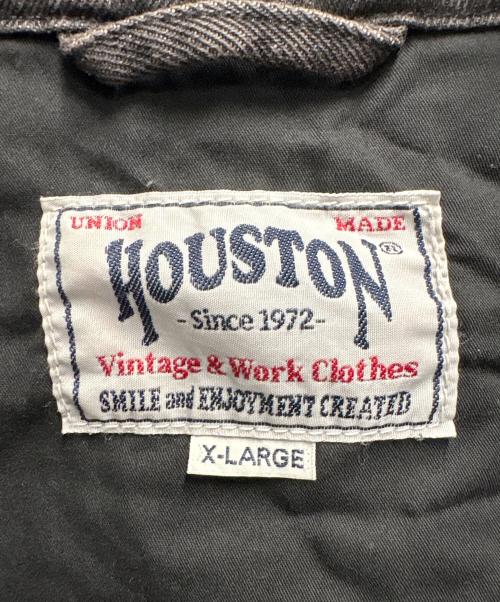 UNION MADE
HOUSTON
- Since 1972 -
Vintage & Work Clothes
SMILE and ENJOYMENT CREATED
X-LARGE